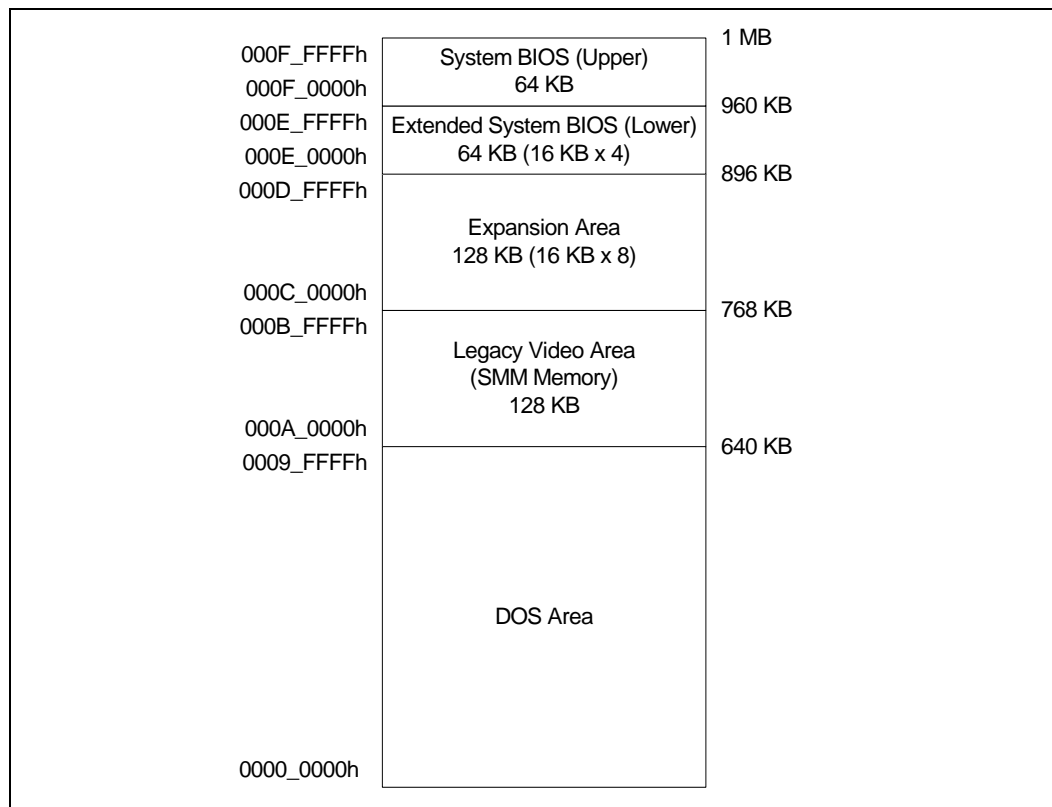 000F_FFFFh
System BIOS (Upper)
64 KB
1 MB
000F_0000h
960 KB
000E_FFFFh
Extended System BIOS (Lower)
64 KB (16 KB x 4)
000E_0000h
896 KB
000D_FFFFh
Expansion Area
128 KB (16 KB x 8)
000C_0000h
768 KB
000B_FFFFh
Legacy Video Area
(SMM Memory)
128 KB
000A_0000h
640 KB
0009_FFFFh
DOS Area
0000_0000h